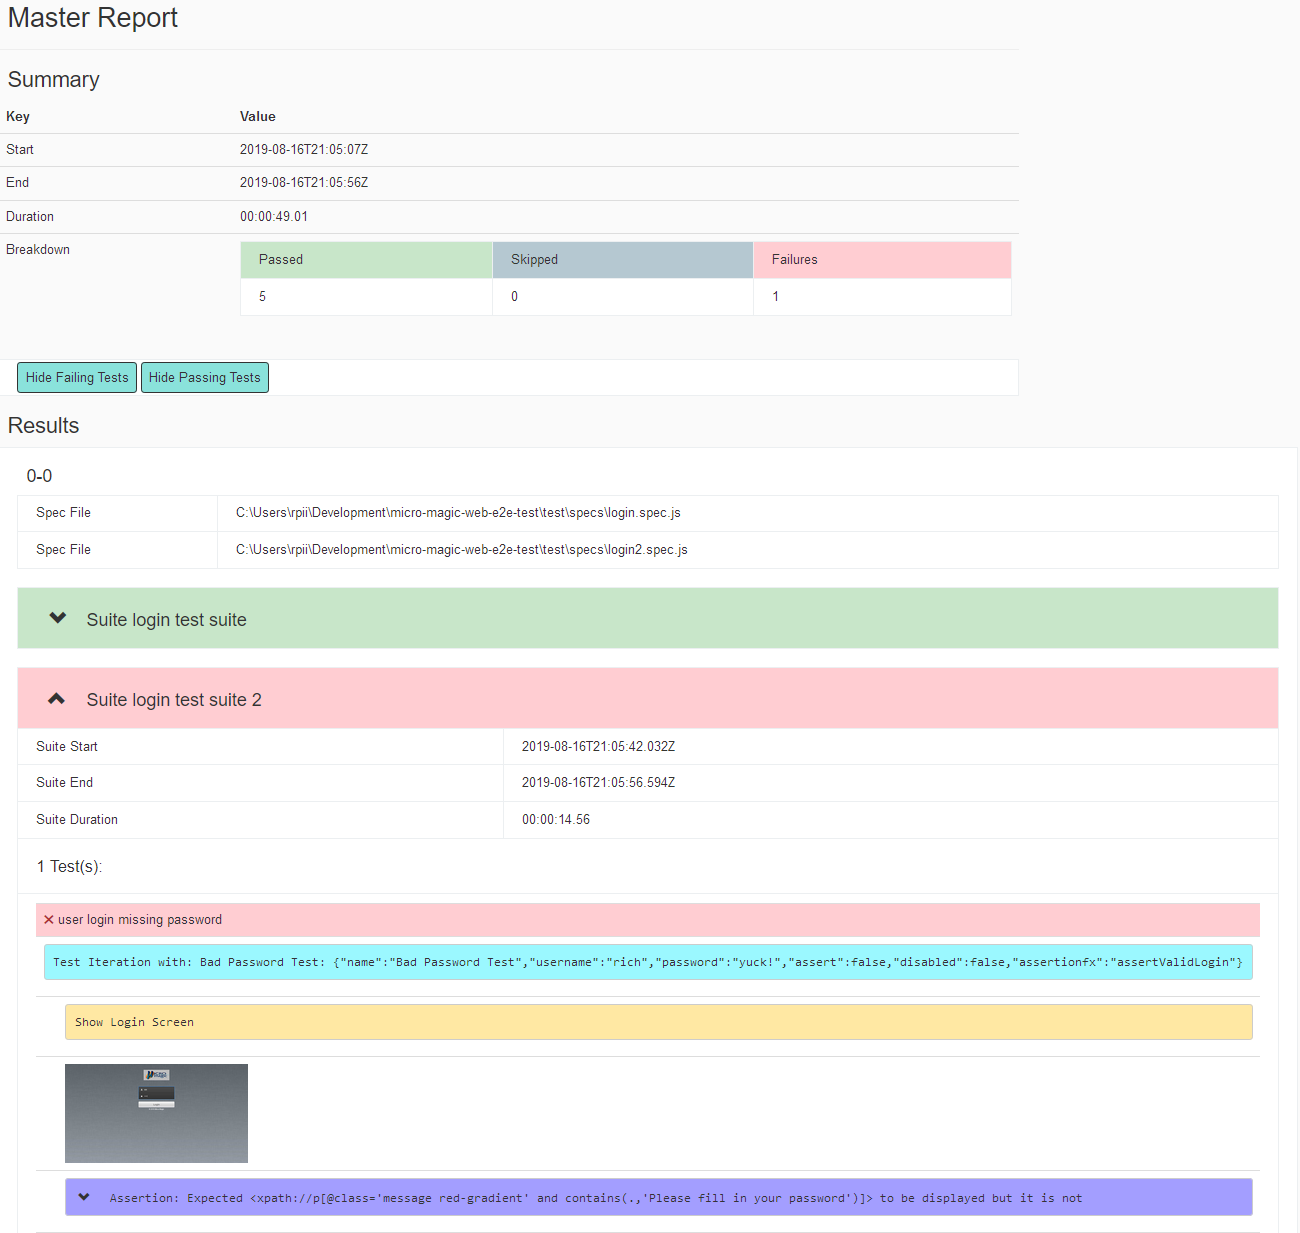 Master Report
Summary
Key Value
Start 2019-08-16T21:05:07Z
End 2019-08-16T21:05:56Z
Duration 00:00:49.01
Breakdown
Passed Skipped Failures
5 0 1
Hide Failing Tests Hide Passing Tests
Results
0-0
Spec File C:\Users\rpii\Development\micro-magic-web-e2e-test\test\specs\login.spec.js
Spec File C:\Users\rpii\Development\micro-magic-web-e2e-test\test\specs\login2.spec.js
Suite login test suite
Suite login test suite 2
Suite Start 2019-08-16T21:05:42.032Z
Suite End 2019-08-16T21:05:56.594Z
Suite Duration 00:00:14.56
1 Test(s):
user login missing password
Test Iteration with: Bad Password Test: {"name":"Bad Password Test","username":"rich","password":"yuck!","assert":false,"disabled":false,"assertionfx":"assertValidLogin"}
Show Login Screen
Assertion: Expected <xpath://p[@class='message red-gradient' and contains(.,'Please fill in your password')]> to be displayed but it is not